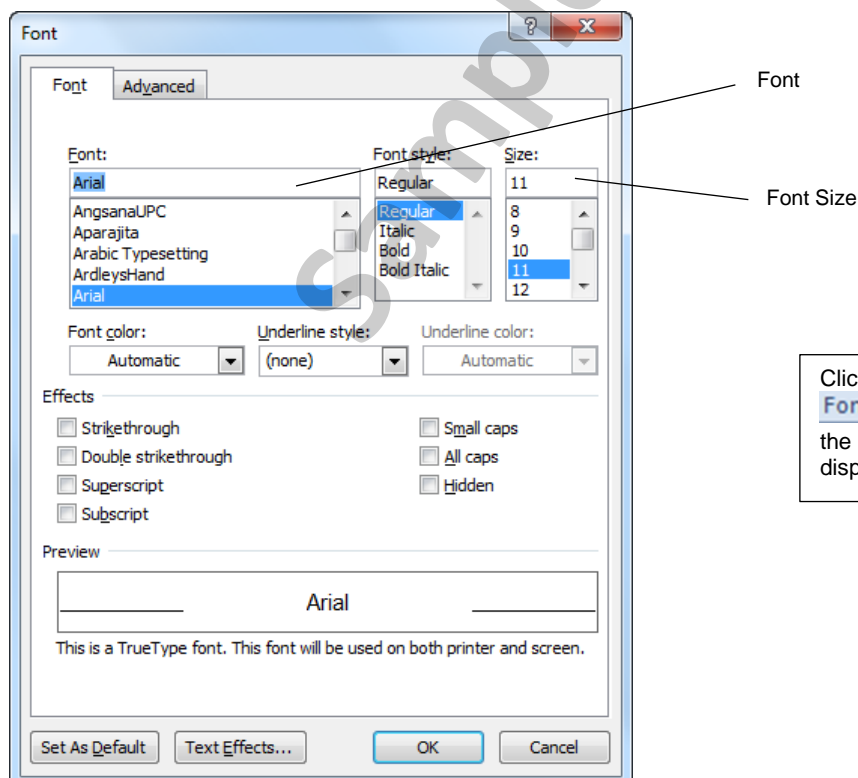 Font
Font Advanced
Font
Font: Font style: Size:
Arial Regular 11
Font Size
AngsanaUPC Regular 8
Aparajita Italic 9
Arabic Typesetting Bold 10
ArdleysHand Bold Italic 11
Arial 12
Font color: Underline style: Underline color:
Automatic (none) Automatic
Effects
Strikethrough Small caps
Double strikethrough All caps
Superscript Hidden
Subscript
Preview
Arial
This is a TrueType font. This font will be used on both printer and screen.
Set As Default Text Effects... OK Cancel
the
Sample